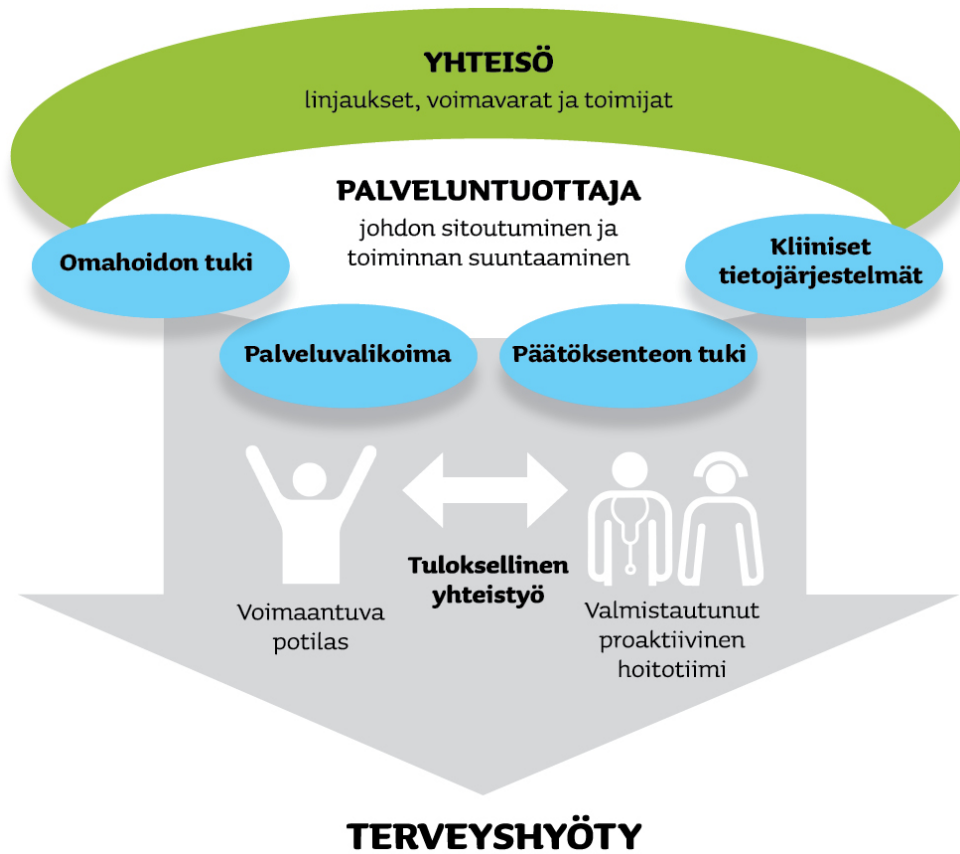 YHTEISÖ
linjaukset, voimavarat ja toimijat
PALVELUNTUOTTAJA
johdon sitoutuminen ja
toiminnan suuntaaminen
Omahoidon tuki
Kliiniset
tietojärjestelmät
Palveluvalikoima
Päätöksenteon tuki
Tuloksellinen
yhteistyö
Voimaantuva
potilas
Valmistautunut
proaktiivinen
hoitotiimi
TERVEYSHYÖTY